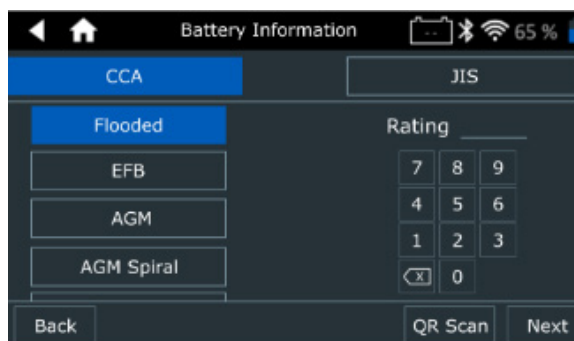 Battery Information -- 65 %
CCA JIS
Flooded Rating
EFB 7 8 9
AGM 4 5 6
1 2 3
AGM Spiral X 0
Back QR Scan Next